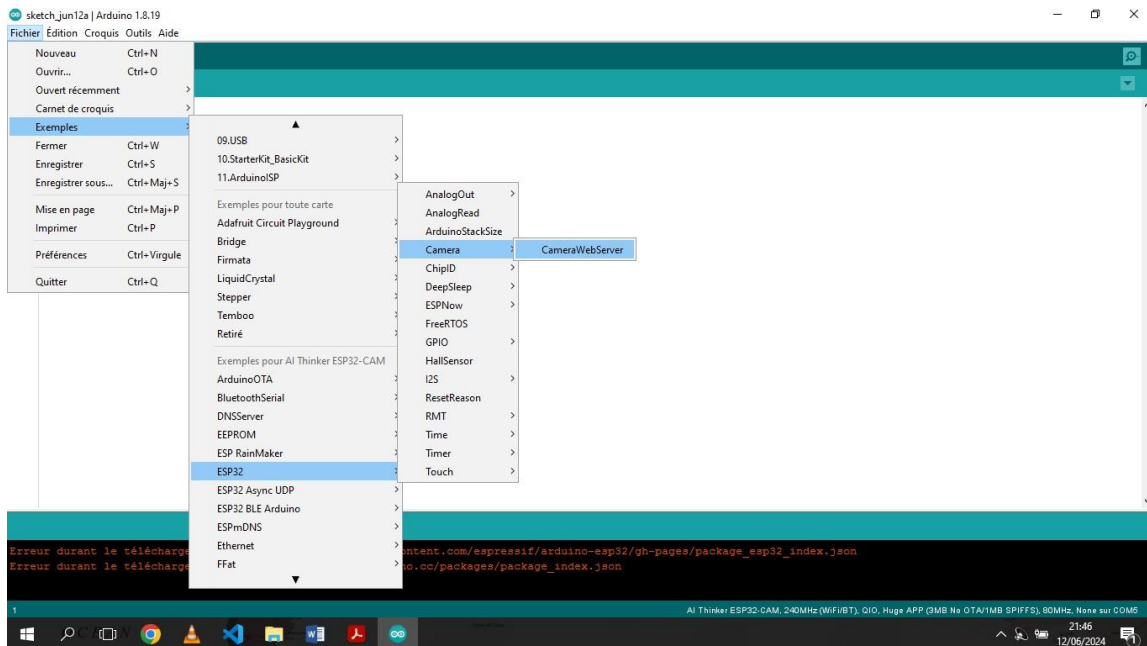 sketch_jun12a | Arduino 1.8.19
Fichier Édition Croquis Outils Aide
Nouveau Ctrl+N
Ouvrir... Ctrl+O
Ouvert récemment
Carnet de croquis
Exemples
Fermer Ctrl+W
Enregistrer Ctrl+S
Enregistrer sous... Ctrl+Maj+S
Mise en page Ctrl+Maj+P
Imprimer Ctrl+P
Préférences Ctrl+Virgule
Quitter Ctrl+Q
09.USB
10.StarterKit_BasicKit
11.ArduinoISP
Exemples pour toute carte
Adafruit Circuit Playground
Bridge
Firmata
LiquidCrystal
Stepper
Temboo
Retiré
Exemples pour AI Thinker ESP32-CAM
ArduinoOTA
BluetoothSerial
DNSServer
EEPROM
ESP RainMaker
ESP32
ESP32 Async UDP
ESP32 BLE Arduino
ESPmDNS
Ethernet
FFat
AnalogOut
AnalogRead
ArduinoStackSize
Camera
ChipID
DeepSleep
ESPNow
FreeRTOS
GPIO
HallSensor
I2S
ResetReason
RMT
Time
Timer
Touch
CameraWebServer
Erreur durant le télécharge ntent.com/espressif/arduino-esp32/gh-pages/package_esp32_index.json
Erreur durant le télécharge o.cc/packages/package_index.json
1 AI Thinker ESP32-CAM, 240MHz (WiFi/BT), QIO, Huge APP (3MB No OTA/1MB SPIFFS), 80MHz, None sur COM6
21:46
12/06/2024